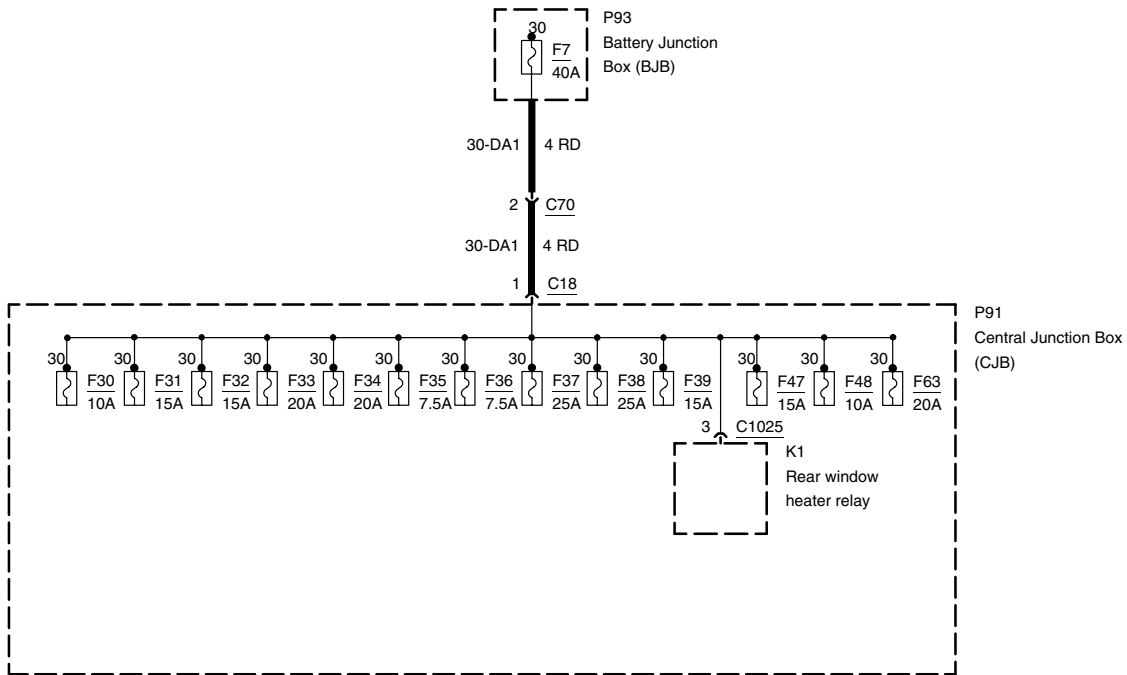 30
F7
40A
P93
Battery Junction
Box (BJB)
30-DA1 4 RD
2 C70
30-DA1 4 RD
1 C18
P91
Central Junction Box
(CJB)
30 30 30 30 30 30 30 30 30 30 30 30 30
F30 F31 F32 F33 F34 F35 F36 F37 F38 F39 F47 F48 F63
10A 15A 15A 20A 20A 7.5A 7.5A 25A 25A 15A 15A 10A 20A
3 C1025
K1
Rear window
heater relay